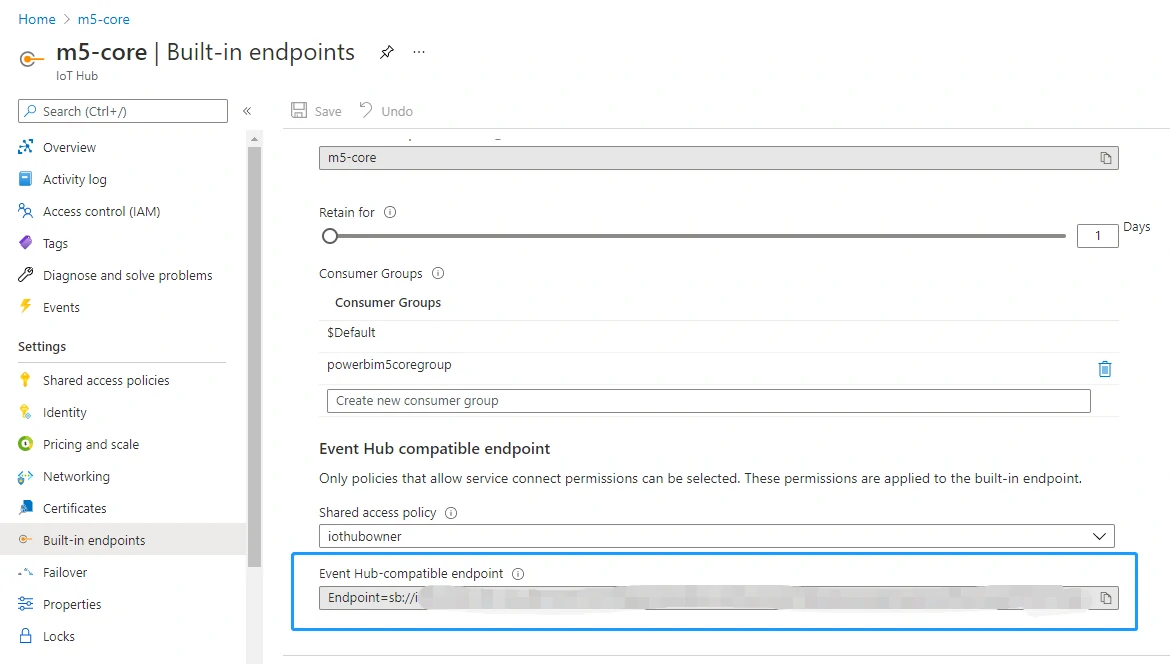 Home > m5-core
m5-core | Built-in endpoints ...
IoT Hub
Search (Ctrl+/)
«
Overview
Activity log
Access control (IAM)
Tags
Diagnose and solve problems
Events
Settings
Shared access policies
Identity
Pricing and scale
Networking
Certificates
Built-in endpoints
Failover
Properties
Locks
Save Undo
m5-core
Retain for
1 Days
Consumer Groups
Consumer Groups
$Default
powerbim5coregroup
Create new consumer group
Event Hub compatible endpoint
Only policies that allow service connect permissions can be selected. These permissions are applied to the built-in endpoint.
Shared access policy
iothubowner
Event Hub-compatible endpoint
Endpoint=sb://i